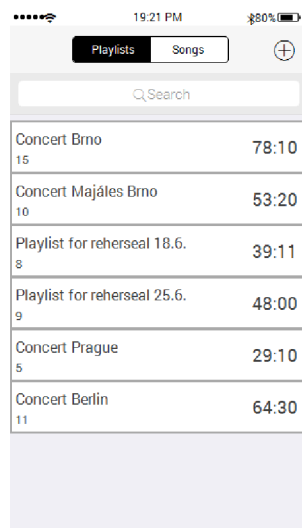 19:21 PM
80%
Playlists Songs
Search
Concert Brno
78:10
15
Concert Majáles Brno
53:20
10
Playlist for reherseal 18.6.
39:11
8
Playlist for reherseal 25.6.
48:00
9
Concert Prague
29:10
5
Concert Berlin
64:30
11